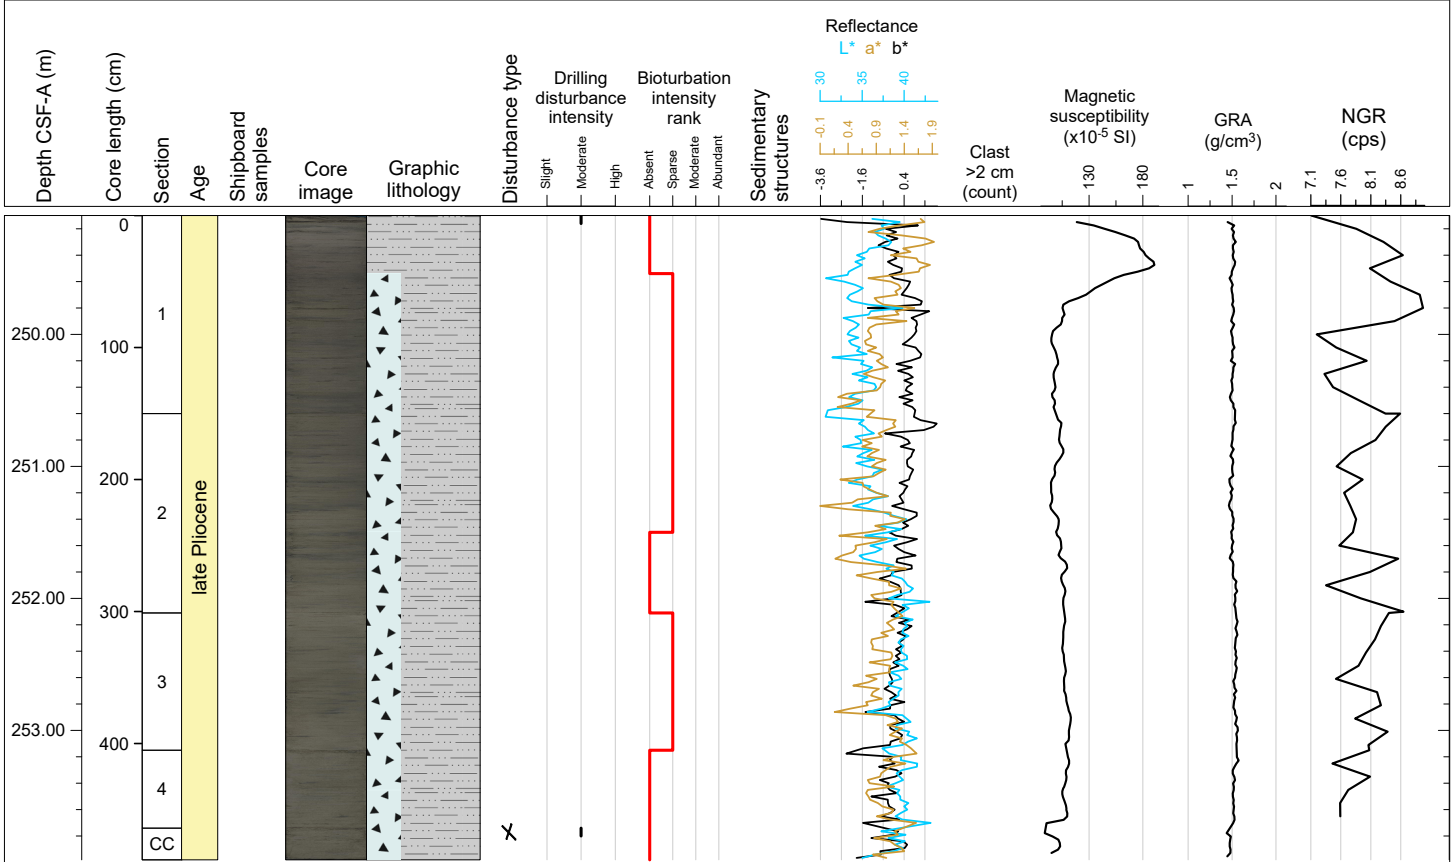 Depth CSF-A (m)
Core length (cm)
Section
Age
Shipboard
samples
Core
image
Graphic
lithology
Disturbance type
Drilling
disturbance
intensity
Slight
Moderate
High
Bioturbation
intensity
rank
Absent
Sparse
Moderate
Abundant
Sedimentary
structures
Reflectance
L* a* b*
30 35 40
-0.1 0.4 0.9 1.4 1.9
-3.6 -1.6 0.4
Clast
>2 cm
(count)
Magnetic
susceptibility
(x10-5 SI)
130 180
GRA
(g/cm3)
1 1.5 2
NGR
(cps)
7.1 7.6 8.1 8.6
0
1
250.00
100
251.00
200
2
late Pliocene
252.00
300
3
253.00
400
4
CC